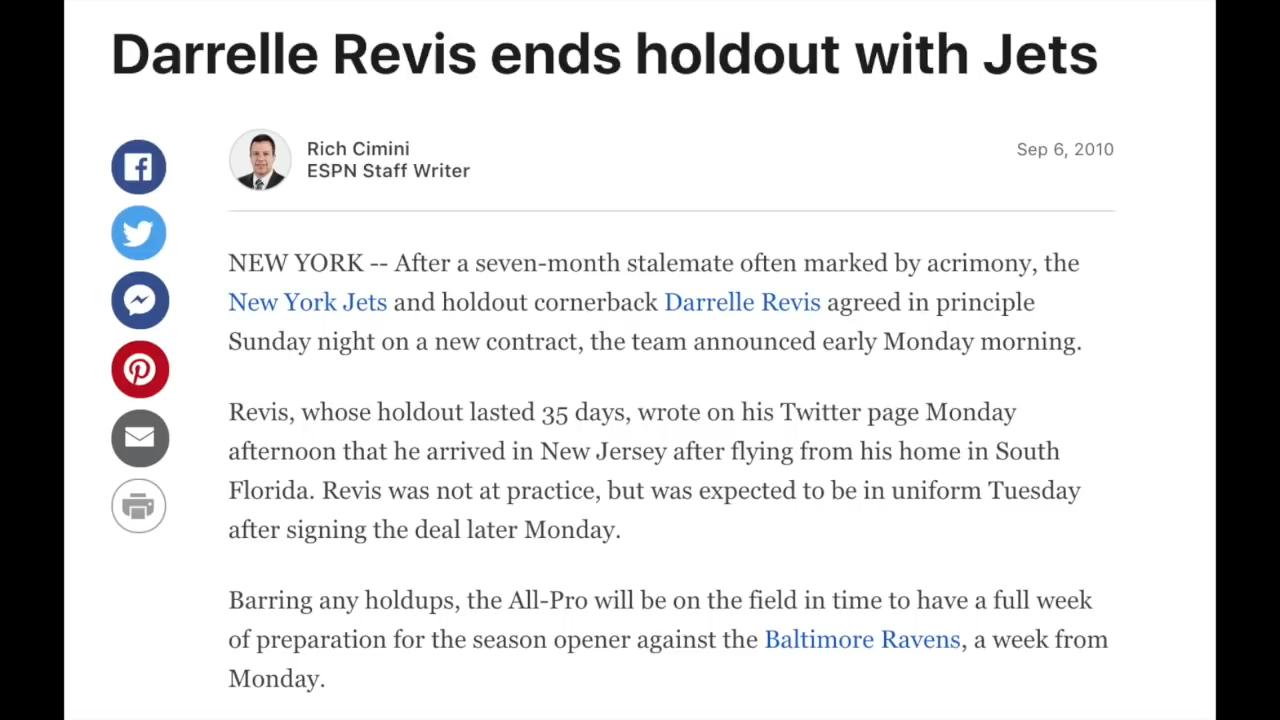 Darrelle Revis ends holdout with Jets
Rich Cimini
ESPN Staff Writer
Sep 6, 2010
NEW YORK -- After a seven-month stalemate often marked by acrimony, the
New York Jets and holdout cornerback Darrelle Revis agreed in principle
Sunday night on a new contract, the team announced early Monday morning.
Revis, whose holdout lasted 35 days, wrote on his Twitter page Monday
afternoon that he arrived in New Jersey after flying from his home in South
Florida. Revis was not at practice, but was expected to be in uniform Tuesday
after signing the deal later Monday.
Barring any holdups, the All-Pro will be on the field in time to have a full week
of preparation for the season opener against the Baltimore Ravens, a week from
Monday.